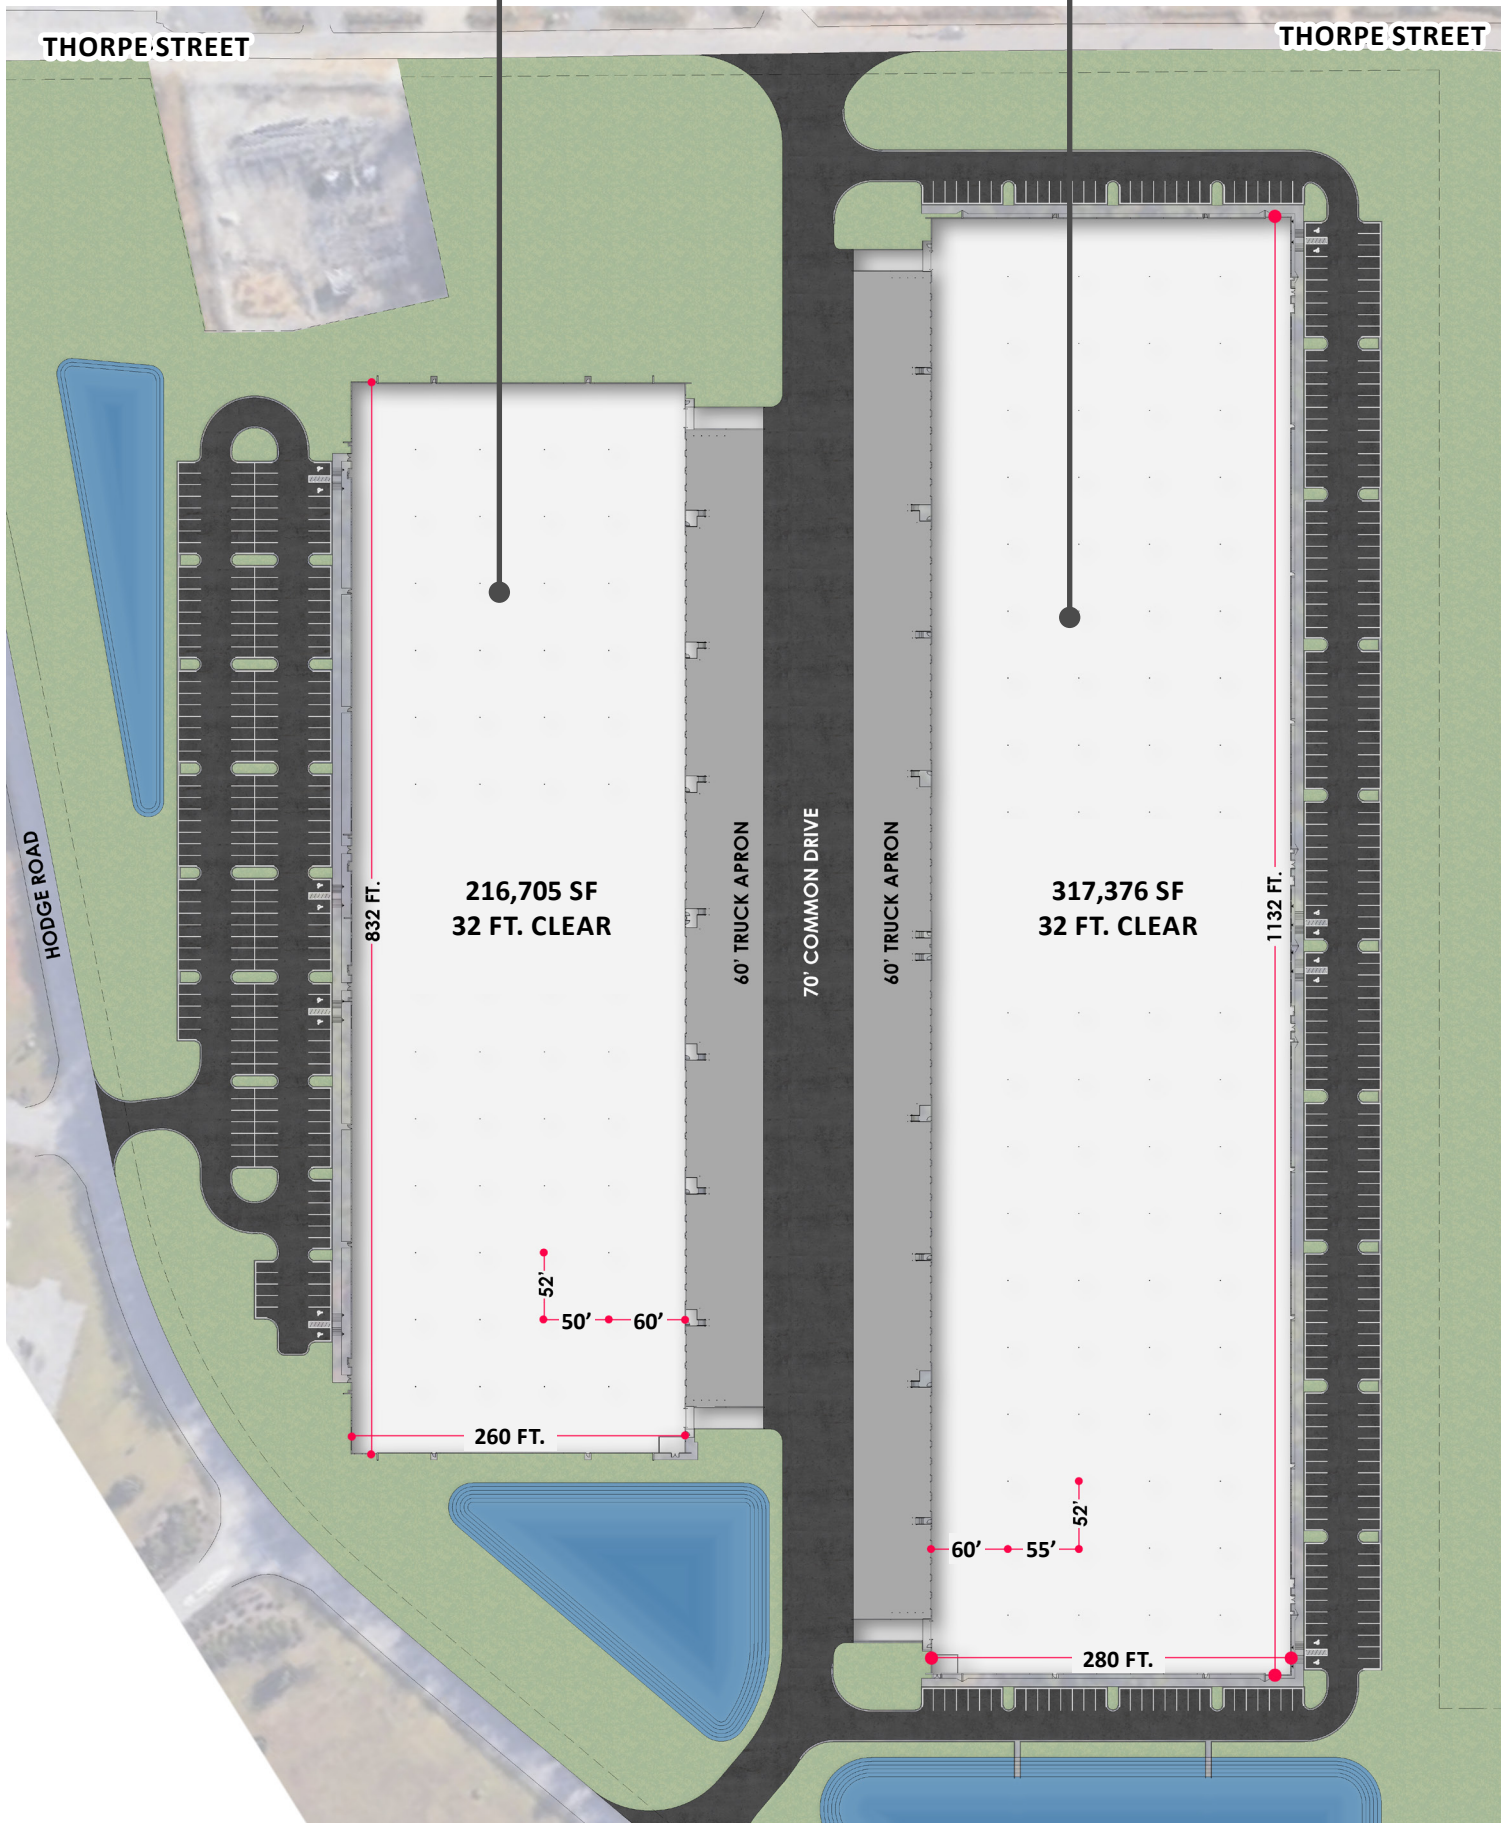 THORPE STREET
THORPE STREET
HODGE ROAD
832 FT.
216,705 SF
32 FT. CLEAR
60’ TRUCK APRON
70’ COMMON DRIVE
60’ TRUCK APRON
317,376 SF
32 FT. CLEAR
1132 FT.
52’
50’
60’
260 FT.
52’
60’
55’
280 FT.